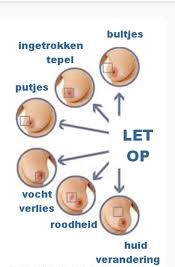 bultjes
ingetrokken
tepel
putjes
LET
OP
vocht
verlies
roodheid
huid
verandering